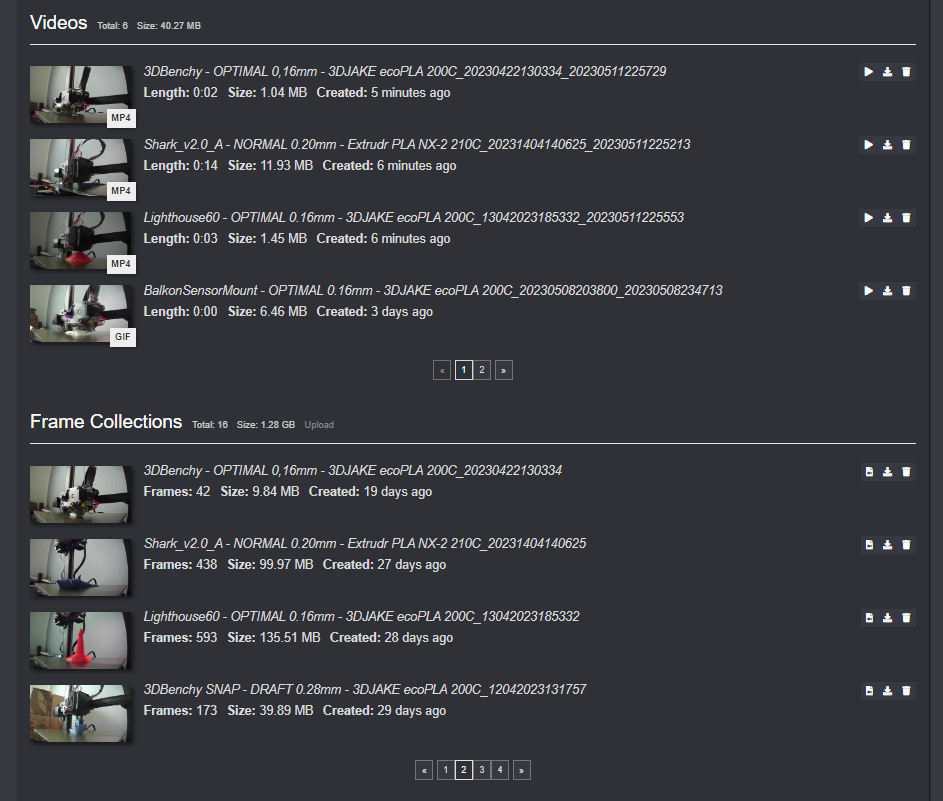 Videos Total: 6 Size: 40.27 MB
3DBenchy - OPTIMAL 0,16mm - 3DJAKE ecoPLA 200C_20230422130334_20230511225729
Length: 0:02 Size: 1.04 MB Created: 5 minutes ago
MP4
Shark_v2.0_A - NORMAL 0.20mm - Extrudr PLA NX-2 210C_20231404140625_20230511225213
Length: 0:14 Size: 11.93 MB Created: 6 minutes ago
MP4
Lighthouse60 - OPTIMAL 0.16mm - 3DJAKE ecoPLA 200C_13042023185332_20230511225553
Length: 0:03 Size: 1.45 MB Created: 6 minutes ago
MP4
BalkonSensorMount - OPTIMAL 0.16mm - 3DJAKE ecoPLA 200C_20230508203800_20230508234713
Length: 0:00 Size: 6.46 MB Created: 3 days ago
GIF
« 1 2 »
Frame Collections Total: 16 Size: 1.28 GB Upload
3DBenchy - OPTIMAL 0,16mm - 3DJAKE ecoPLA 200C_20230422130334
Frames: 42 Size: 9.84 MB Created: 19 days ago
Shark_v2.0_A - NORMAL 0.20mm - Extrudr PLA NX-2 210C_20231404140625
Frames: 438 Size: 99.97 MB Created: 27 days ago
Lighthouse60 - OPTIMAL 0.16mm - 3DJAKE ecoPLA 200C_13042023185332
Frames: 593 Size: 135.51 MB Created: 28 days ago
3DBenchy SNAP - DRAFT 0.28mm - 3DJAKE ecoPLA 200C_12042023131757
Frames: 173 Size: 39.89 MB Created: 29 days ago
« 1 2 3 4 »